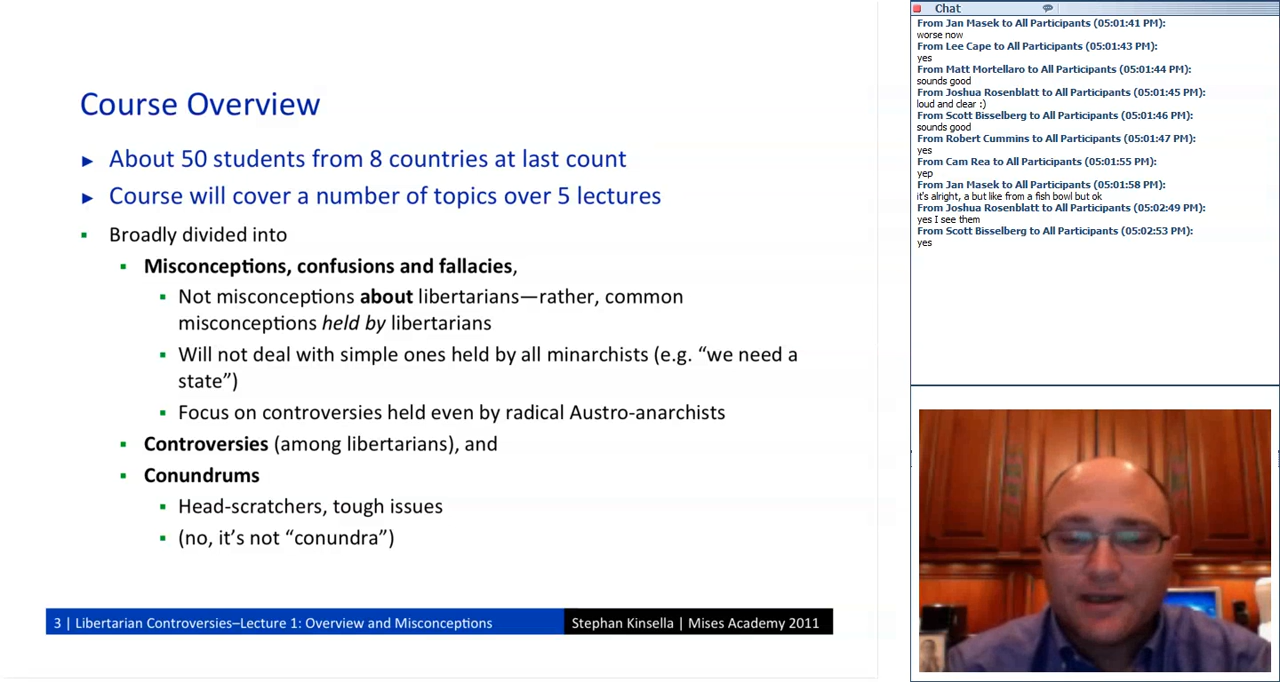 Course Overview
► About 50 students from 8 countries at last count
► Course will cover a number of topics over 5 lectures
▪ Broadly divided into
▪ Misconceptions, confusions and fallacies,
▪ Not misconceptions about libertarians—rather, common
misconceptions held by libertarians
▪ Will not deal with simple ones held by all minarchists (e.g. “we need a
state”)
▪ Focus on controversies held even by radical Austro-anarchists
▪ Controversies (among libertarians), and
▪ Conundrums
▪ Head-scratchers, tough issues
▪ (no, it’s not “conundra”)
3 | Libertarian Controversies–Lecture 1: Overview and Misconceptions
Stephan Kinsella | Mises Academy 2011
Chat
From Jan Masek to All Participants (05:01:41 PM):
worse now
From Lee Cape to All Participants (05:01:43 PM):
yes
From Matt Mortellaro to All Participants (05:01:44 PM):
sounds good
From Joshua Rosenblatt to All Participants (05:01:45 PM):
loud and clear :)
From Scott Bisselberg to All Participants (05:01:46 PM):
sounds good
From Robert Cummins to All Participants (05:01:47 PM):
yes
From Cam Rea to All Participants (05:01:55 PM):
yep
From Jan Masek to All Participants (05:01:58 PM):
it's alright, a but like from a fish bowl but ok
From Joshua Rosenblatt to All Participants (05:02:49 PM):
yes I see them
From Scott Bisselberg to All Participants (05:02:53 PM):
yes